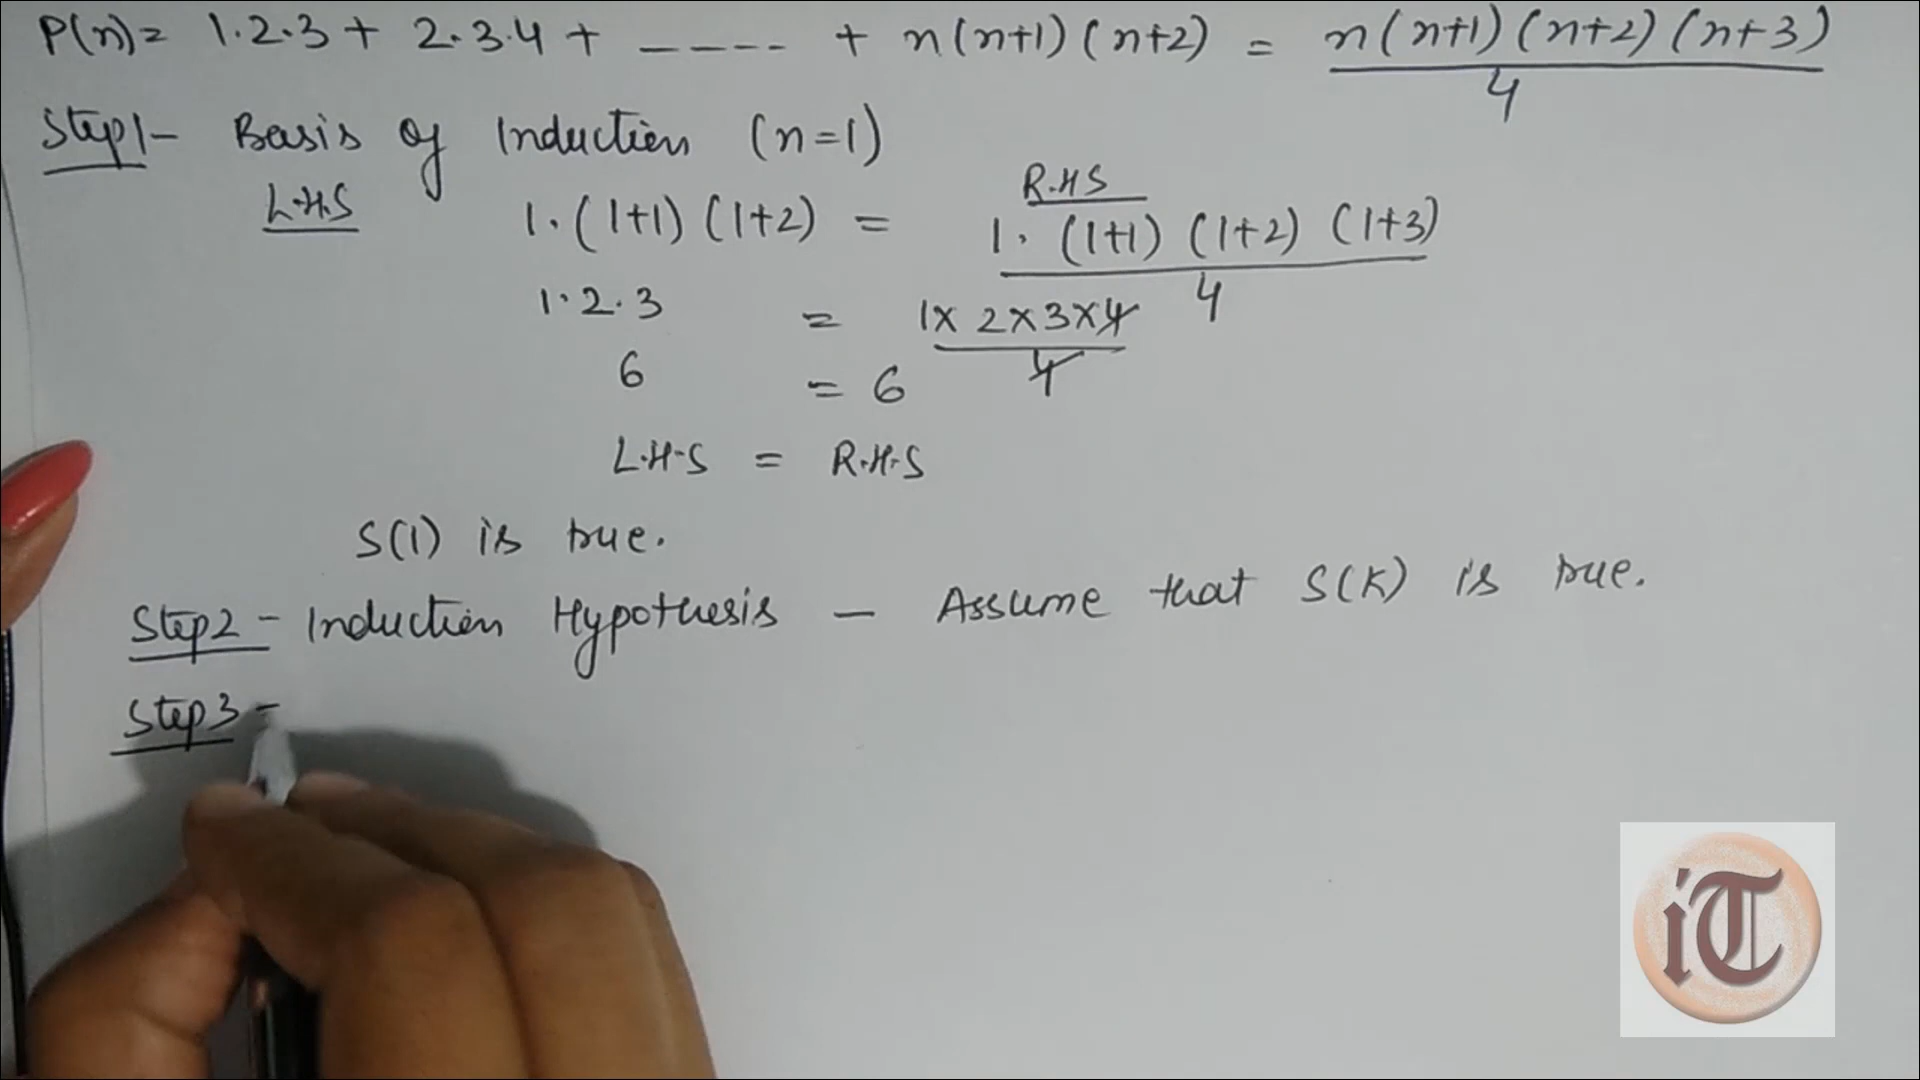 P(n)= 1.2.3 + 2.3.4 + ---- + n(n+1)(n+2) = n(n+1)(n+2)(n+3)
4
Step1- Basis of Induction (n=1)
L.H.S
R.H.S
1.(1+1)(1+2) = 1.(1+1)(1+2)(1+3)
4
1.2.3 = 1×2×3×4
4
6 = 6
L.H.S = R.H.S
S(1) is true.
Step2- Induction Hypothesis - Assume that S(K) is true.
Step3-
iT